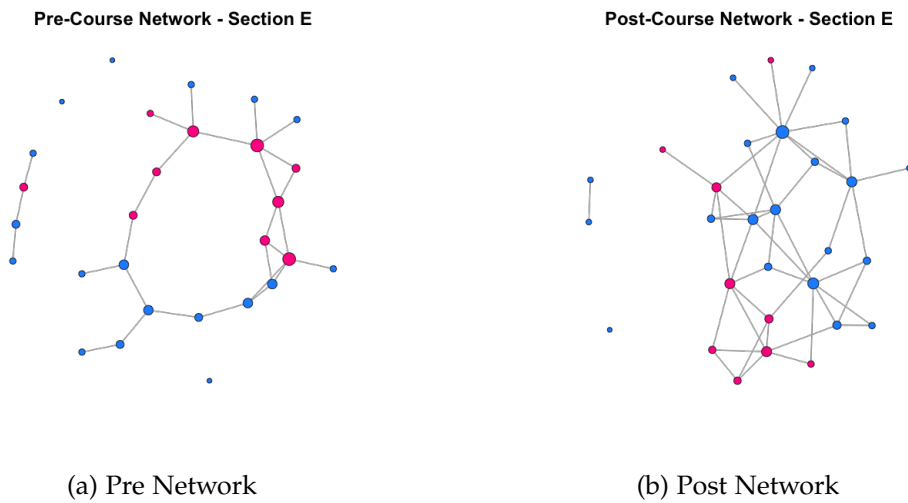 Pre-Course Network - Section E
Post-Course Network - Section E
(a) Pre Network
(b) Post Network